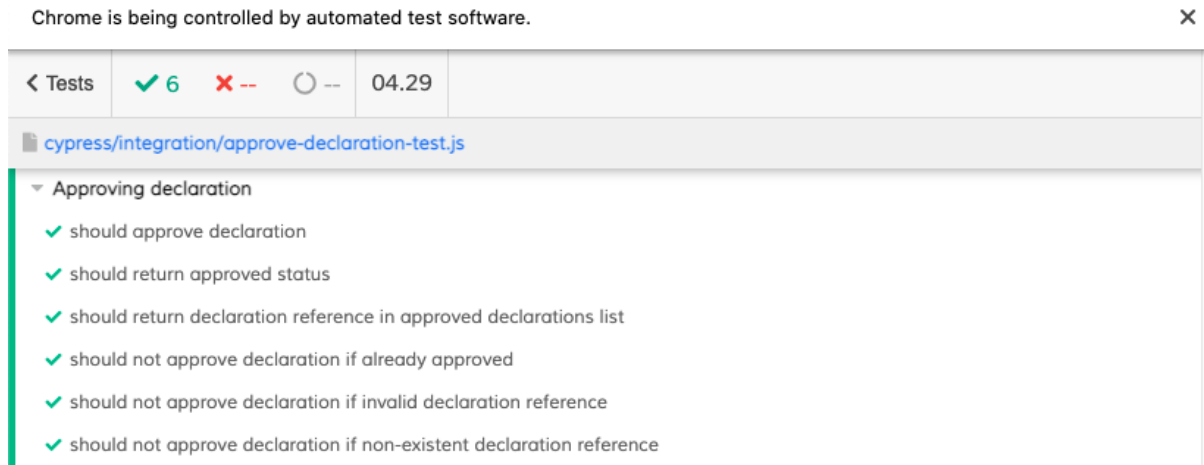 Chrome is being controlled by automated test software.
Tests 6 -- -- 04.29
cypress/integration/approve-declaration-test.js
Approving declaration
should approve declaration
should return approved status
should return declaration reference in approved declarations list
should not approve declaration if already approved
should not approve declaration if invalid declaration reference
should not approve declaration if non-existent declaration reference